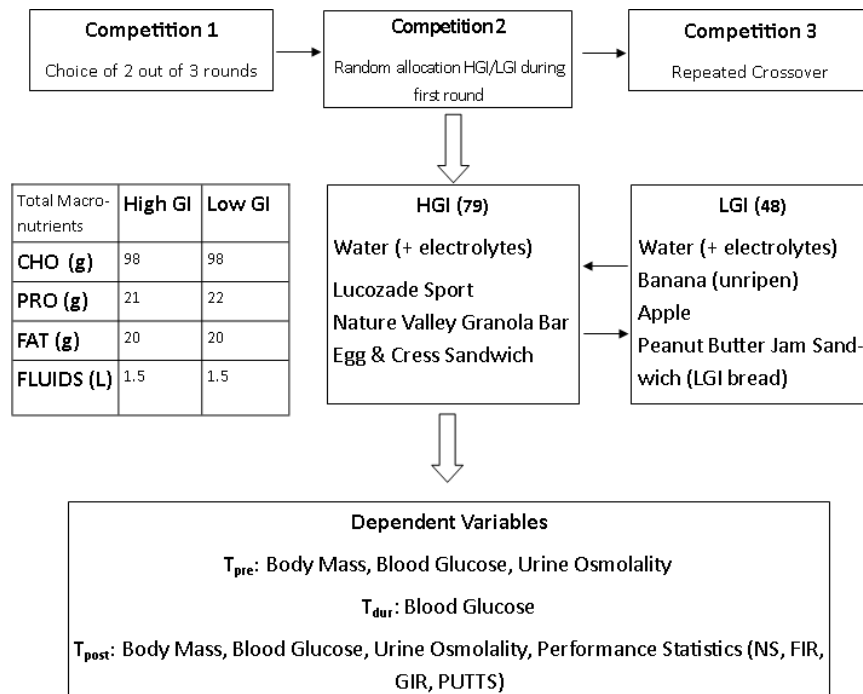 Competition 1
Choice of 2 out of 3 rounds
Competition 2
Random allocation HGI/LGI during
first round
Competition 3
Repeated Crossover
Total Macro-
nutrients
High GI
Low GI
CHO (g)
98
98
PRO (g)
21
22
FAT (g)
20
20
FLUIDS (L)
1.5
1.5
HGI (79)
Water (+ electrolytes)
Lucozade Sport
Nature Valley Granola Bar
Egg & Cress Sandwich
LGI (48)
Water (+ electrolytes)
Banana (unripen)
Apple
Peanut Butter Jam Sand-
wich (LGI bread)
Dependent Variables
Tpre: Body Mass, Blood Glucose, Urine Osmolality
Tdur: Blood Glucose
Tpost: Body Mass, Blood Glucose, Urine Osmolality, Performance Statistics (NS, FIR,
GIR, PUTTS)